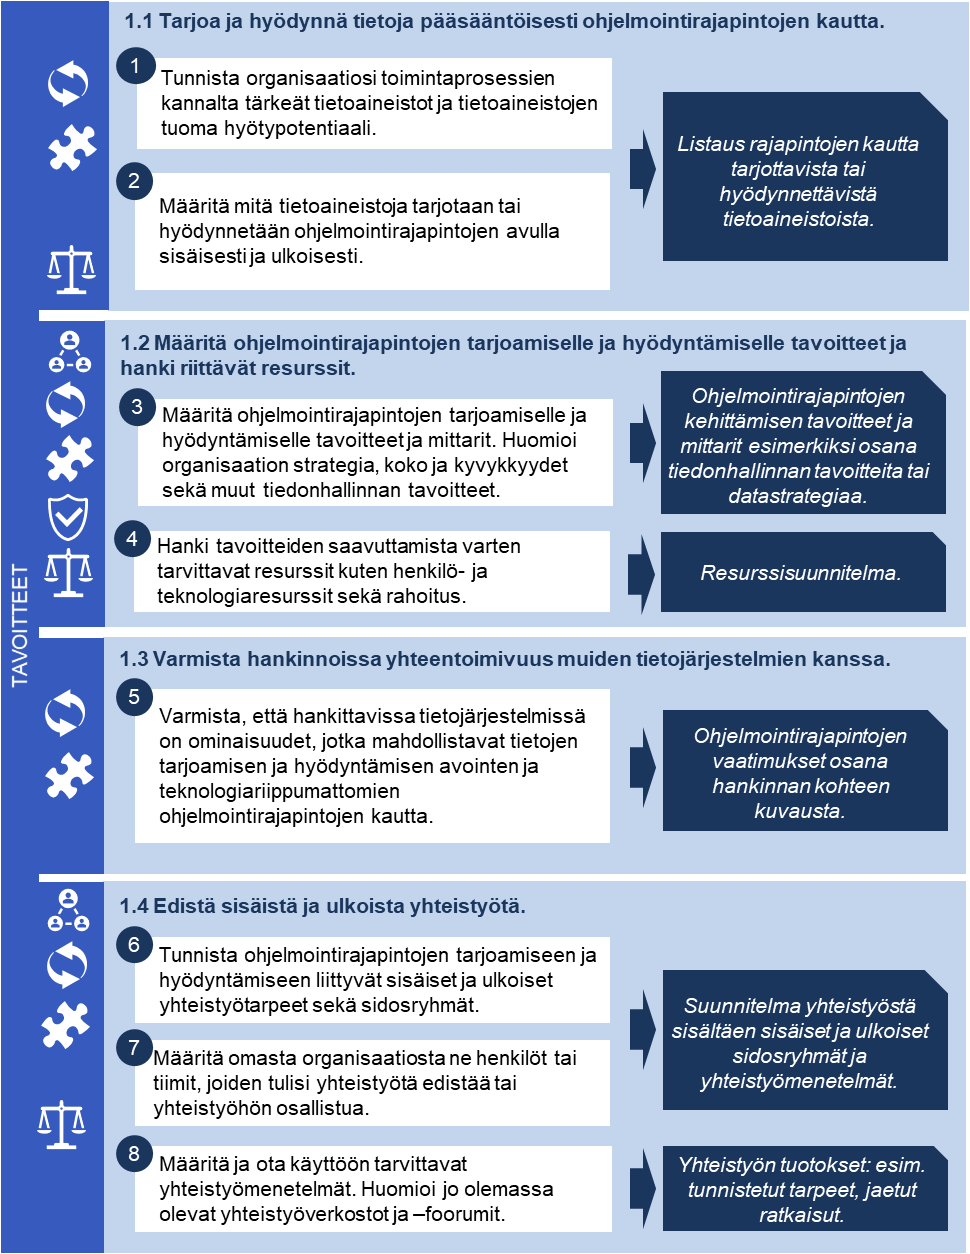 TAVOITTEET
1.1 Tarjoa ja hyödynnä tietoja pääsääntöisesti ohjelmointirajapintojen kautta.
1
Tunnista organisaatiosi toimintaprosessien
kannalta tärkeät tietoaineistot ja tietoaineistojen
tuoma hyötypotentiaali.
2
Määritä mitä tietoaineistoja tarjotaan tai
hyödynnetään ohjelmointirajapintojen avulla
sisäisesti ja ulkoisesti.
Listaus rajapintojen kautta
tarjottavista tai
hyödynnettävistä
tietoaineistoista.
1.2 Määritä ohjelmointirajapintojen tarjoamiselle ja hyödyntämiselle tavoitteet ja
hanki riittävät resurssit.
3
Määritä ohjelmointirajapintojen tarjoamiselle ja
hyödyntämiselle tavoitteet ja mittarit. Huomioi
organisaation strategia, koko ja kyvykkyydet
sekä muut tiedonhallinnan tavoitteet.
Ohjelmointirajapintojen
kehittämisen tavoitteet ja
mittarit esimerkiksi osana
tiedonhallinnan tavoitteita tai
datastrategiaa.
4
Hanki tavoitteiden saavuttamista varten
tarvittavat resurssit kuten henkilö- ja
teknologiaresurssit sekä rahoitus.
Resurssisuunnitelma.
1.3 Varmista hankinnoissa yhteentoimivuus muiden tietojärjestelmien kanssa.
5
Varmista, että hankittavissa tietojärjestelmissä
on ominaisuudet, jotka mahdollistavat tietojen
tarjoamisen ja hyödyntämisen avointen ja
teknologiariippumattomien
ohjelmointirajapintojen kautta.
Ohjelmointirajapintojen
vaatimukset osana
hankinnan kohteen
kuvausta.
1.4 Edistä sisäistä ja ulkoista yhteistyötä.
6
Tunnista ohjelmointirajapintojen tarjoamiseen ja
hyödyntämiseen liittyvät sisäiset ja ulkoiset
yhteistyötarpeet sekä sidosryhmät.
7
Määritä omasta organisaatiosta ne henkilöt tai
tiimit, joiden tulisi yhteistyötä edistää tai
yhteistyöhön osallistua.
Suunnitelma yhteistyöstä
sisältäen sisäiset ja ulkoiset
sidosryhmät ja
yhteistyömenetelmät.
8
Määritä ja ota käyttöön tarvittavat
yhteistyömenetelmät. Huomioi jo olemassa
olevat yhteistyöverkostot ja –foorumit.
Yhteistyön tuotokset: esim.
tunnistetut tarpeet, jaetut
ratkaisut.